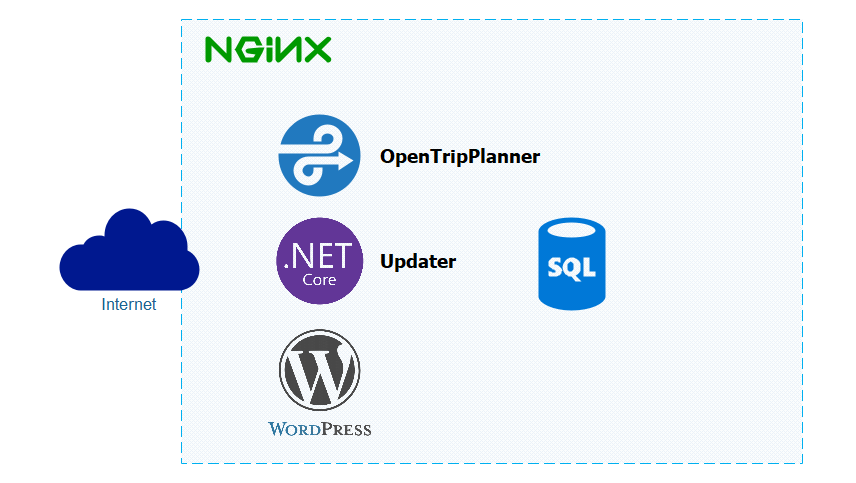 NGiNX
OpenTripPlanner
.NET
Core
Updater
SQL
Internet
W
WORDPRESS